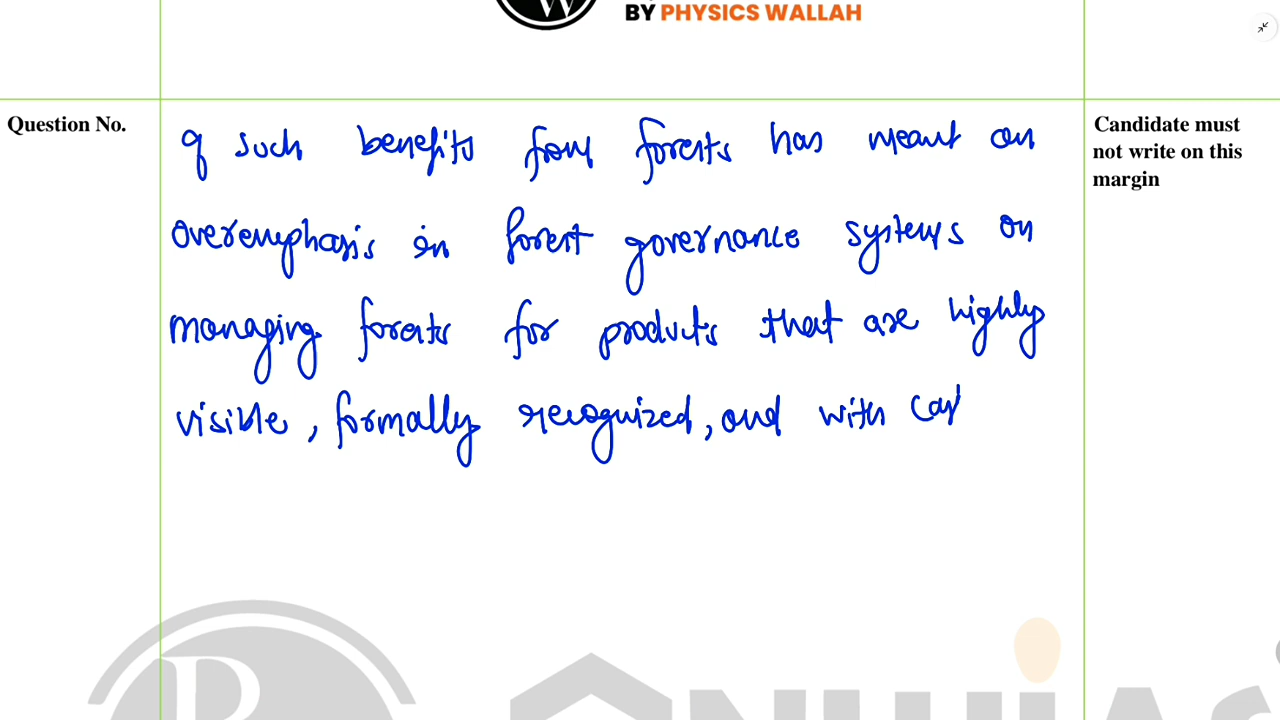 BY PHYSICS WALLAH
Question No.
of such benefits from forests has meant an
overemphasis in forest governance systems on
managing forests for products that are highly
visible, formally recognized, and with
Candidate must
not write on this
margin